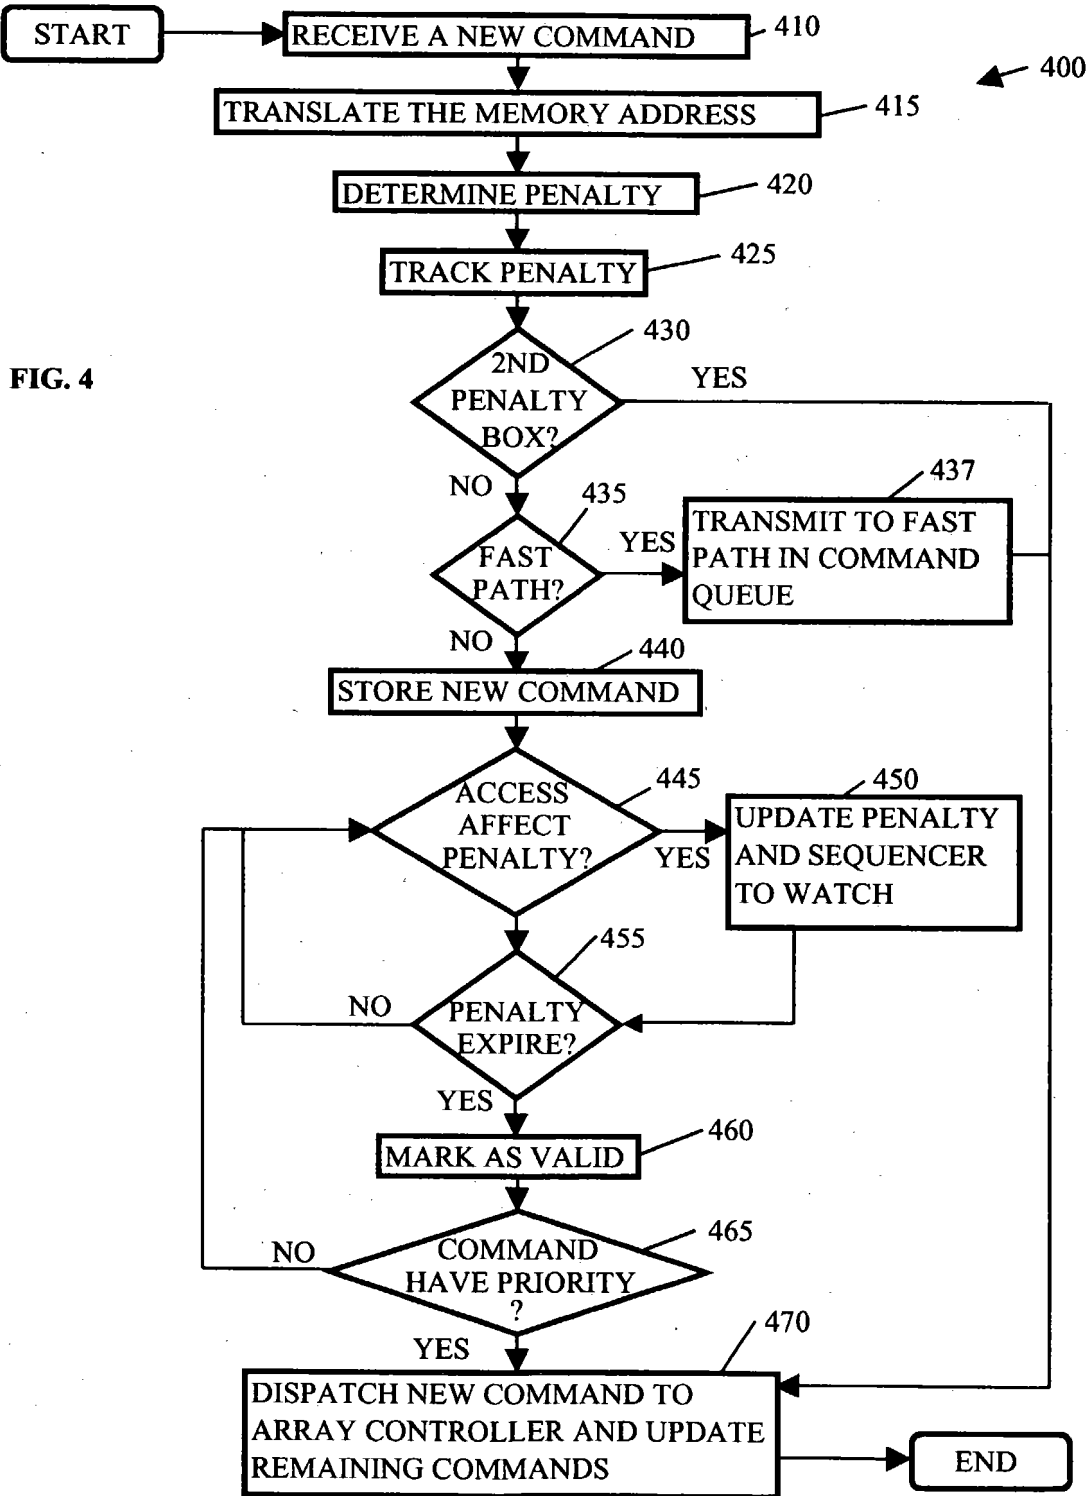 START
RECEIVE A NEW COMMAND
410
400
TRANSLATE THE MEMORY ADDRESS
415
DETERMINE PENALTY
420
TRACK PENALTY
425
430
FIG. 4
2ND
PENALTY
BOX?
YES
NO
435
437
FAST
PATH?
YES
TRANSMIT TO FAST
PATH IN COMMAND
QUEUE
NO
440
STORE NEW COMMAND
445
ACCESS
AFFECT
PENALTY?
YES
450
UPDATE PENALTY
AND SEQUENCER
TO WATCH
455
NO
PENALTY
EXPIRE?
YES
460
MARK AS VALID
465
NO
COMMAND
HAVE PRIORITY
?
YES
470
DISPATCH NEW COMMAND TO
ARRAY CONTROLLER AND UPDATE
REMAINING COMMANDS
END